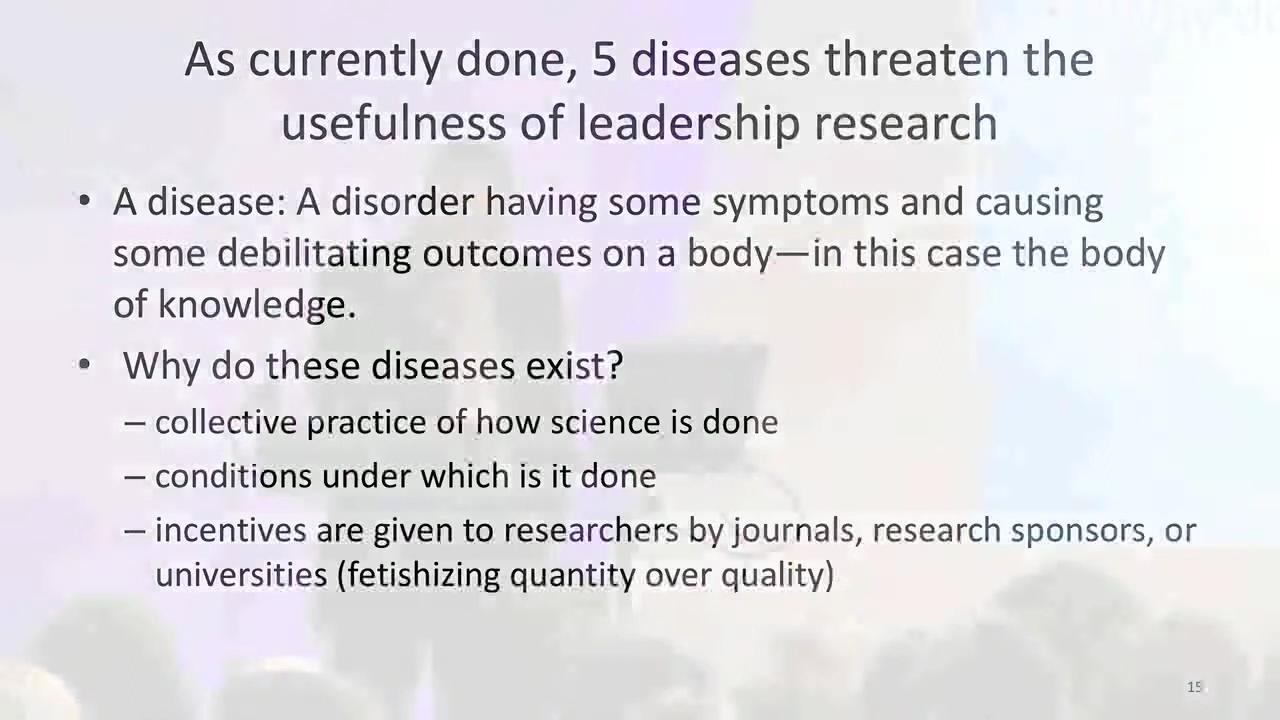 As currently done, 5 diseases threaten the
usefulness of leadership research
• A disease: A disorder having some symptoms and causing
some debilitating outcomes on a body—in this case the body
of knowledge.
• Why do these diseases exist?
– collective practice of how science is done
– conditions under which is it done
– incentives are given to researchers by journals, research sponsors, or
universities (fetishizing quantity over quality)
15